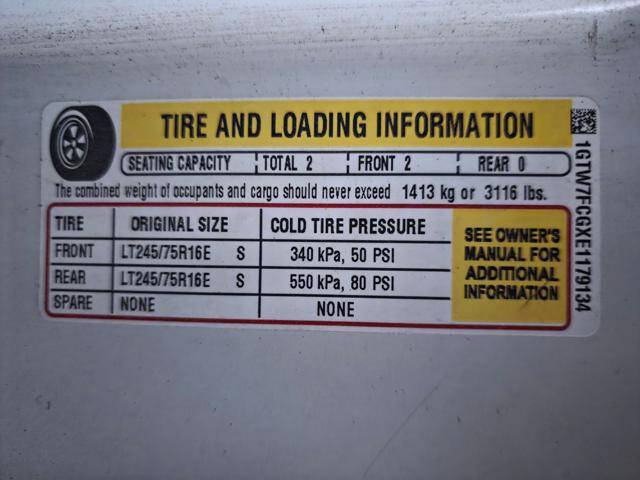 TIRE AND LOADING INFORMATION
SEATING CAPACITY TOTAL 2 FRONT 2 REAR 0
The combined weight of occupants and cargo should never exceed 1413 kg or 3116 lbs.
TIRE ORIGINAL SIZE COLD TIRE PRESSURE
FRONT LT245/75R16E S 340 kPa, 50 PSI
REAR LT245/75R16E S 550 kPa, 80 PSI
SPARE NONE NONE
SEE OWNER'S
MANUAL FOR
ADDITIONAL
INFORMATION
1GTW7FCGXE1179134